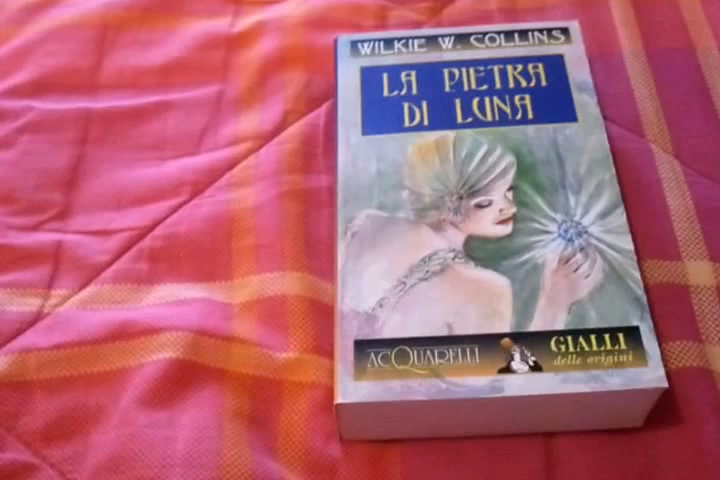 WILKIE W. COLLINS
LA PIETRA
DI LUNA
ACQUARELLI
GIALLI
delle origini